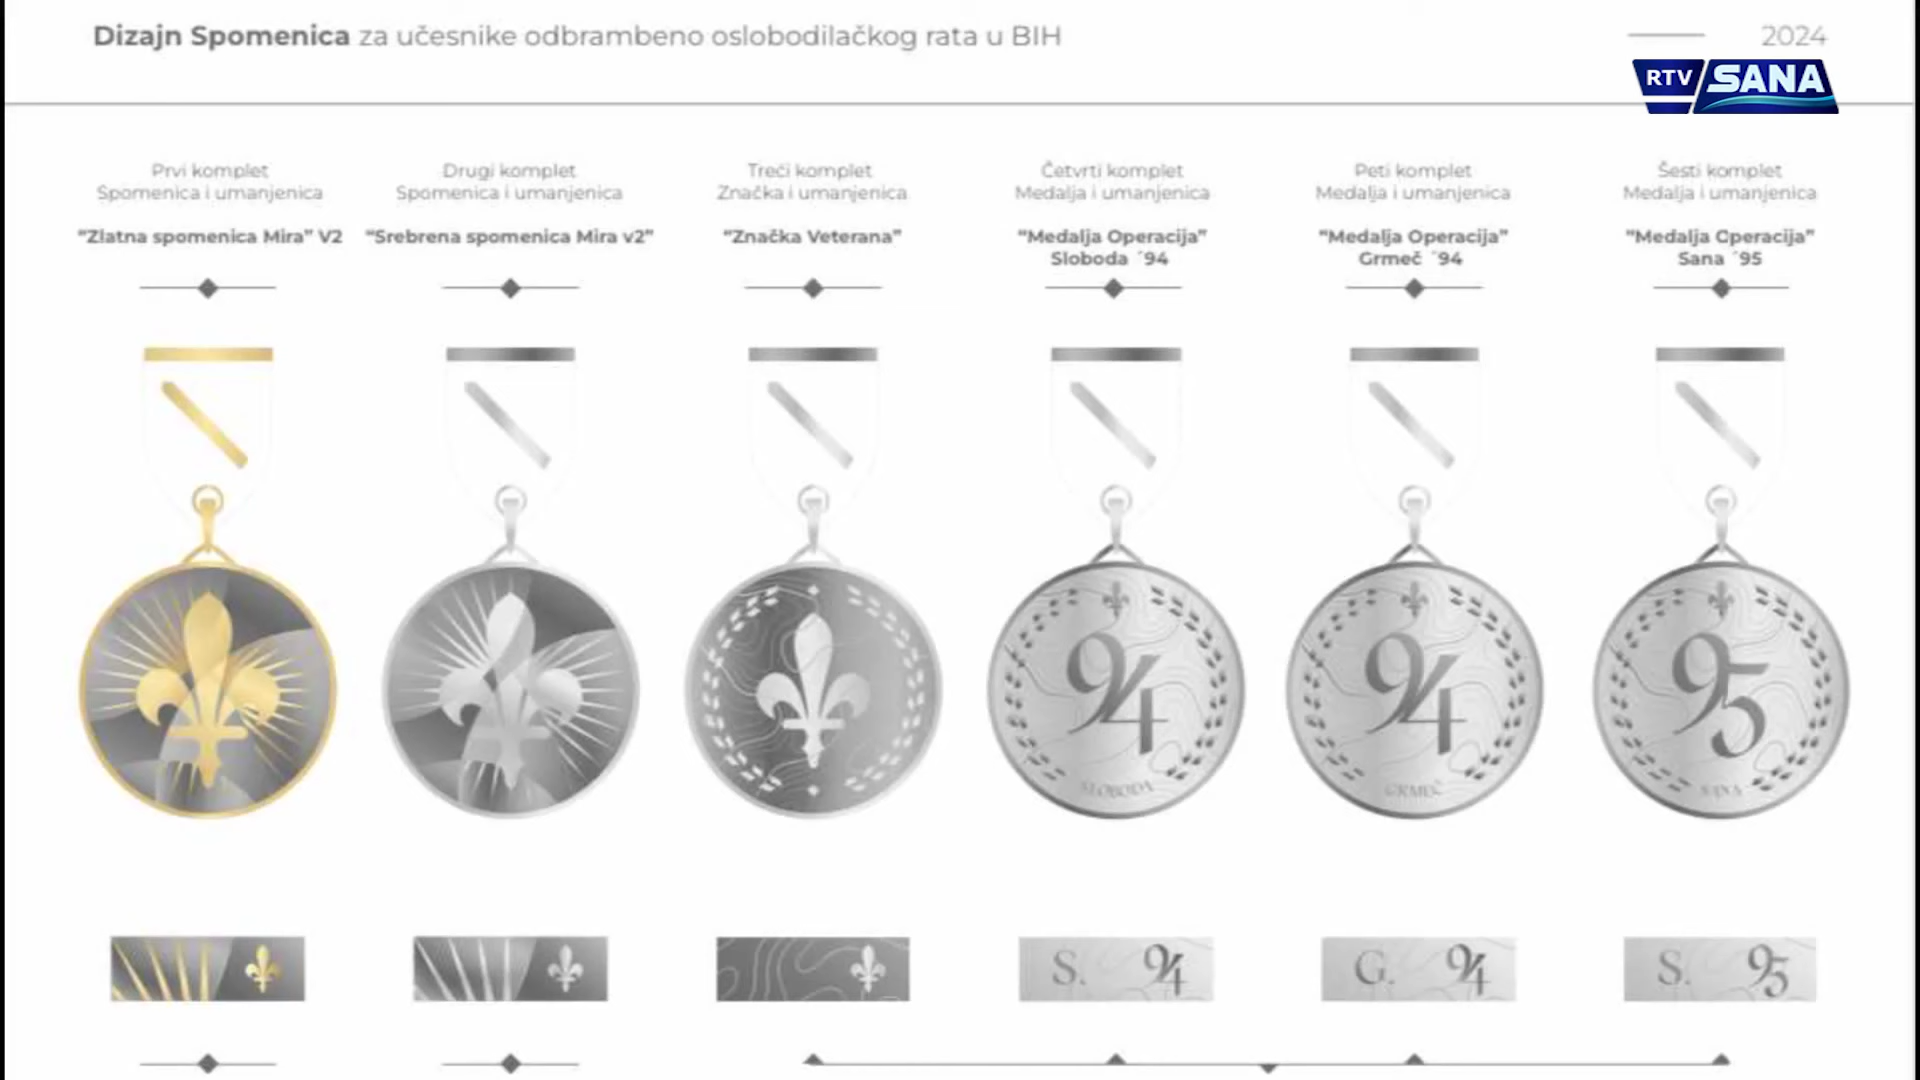 Dizajn Spomenica za učesnike odbrambeno oslobodilačkog rata u BIH
2024
RTV SANA
Prvi komplet
Spomenica i umanjenica
"Zlatna spomenica Mira" V2
Drugi komplet
Spomenica i umanjenica
"Srebrena spomenica Mira v2"
Treći komplet
Značka i umanjenica
"Značka Veterana"
Četvrti komplet
Medalja i umanjenica
"Medalja Operacija"
Sloboda ´94
Peti komplet
Medalja i umanjenica
"Medalja Operacija"
Grmeč ´94
Šesti komplet
Medalja i umanjenica
"Medalja Operacija"
Sana ´95
94
SLOBODA
94
GRMEČ
95
SANA
S. 94
G. 94
S. 95